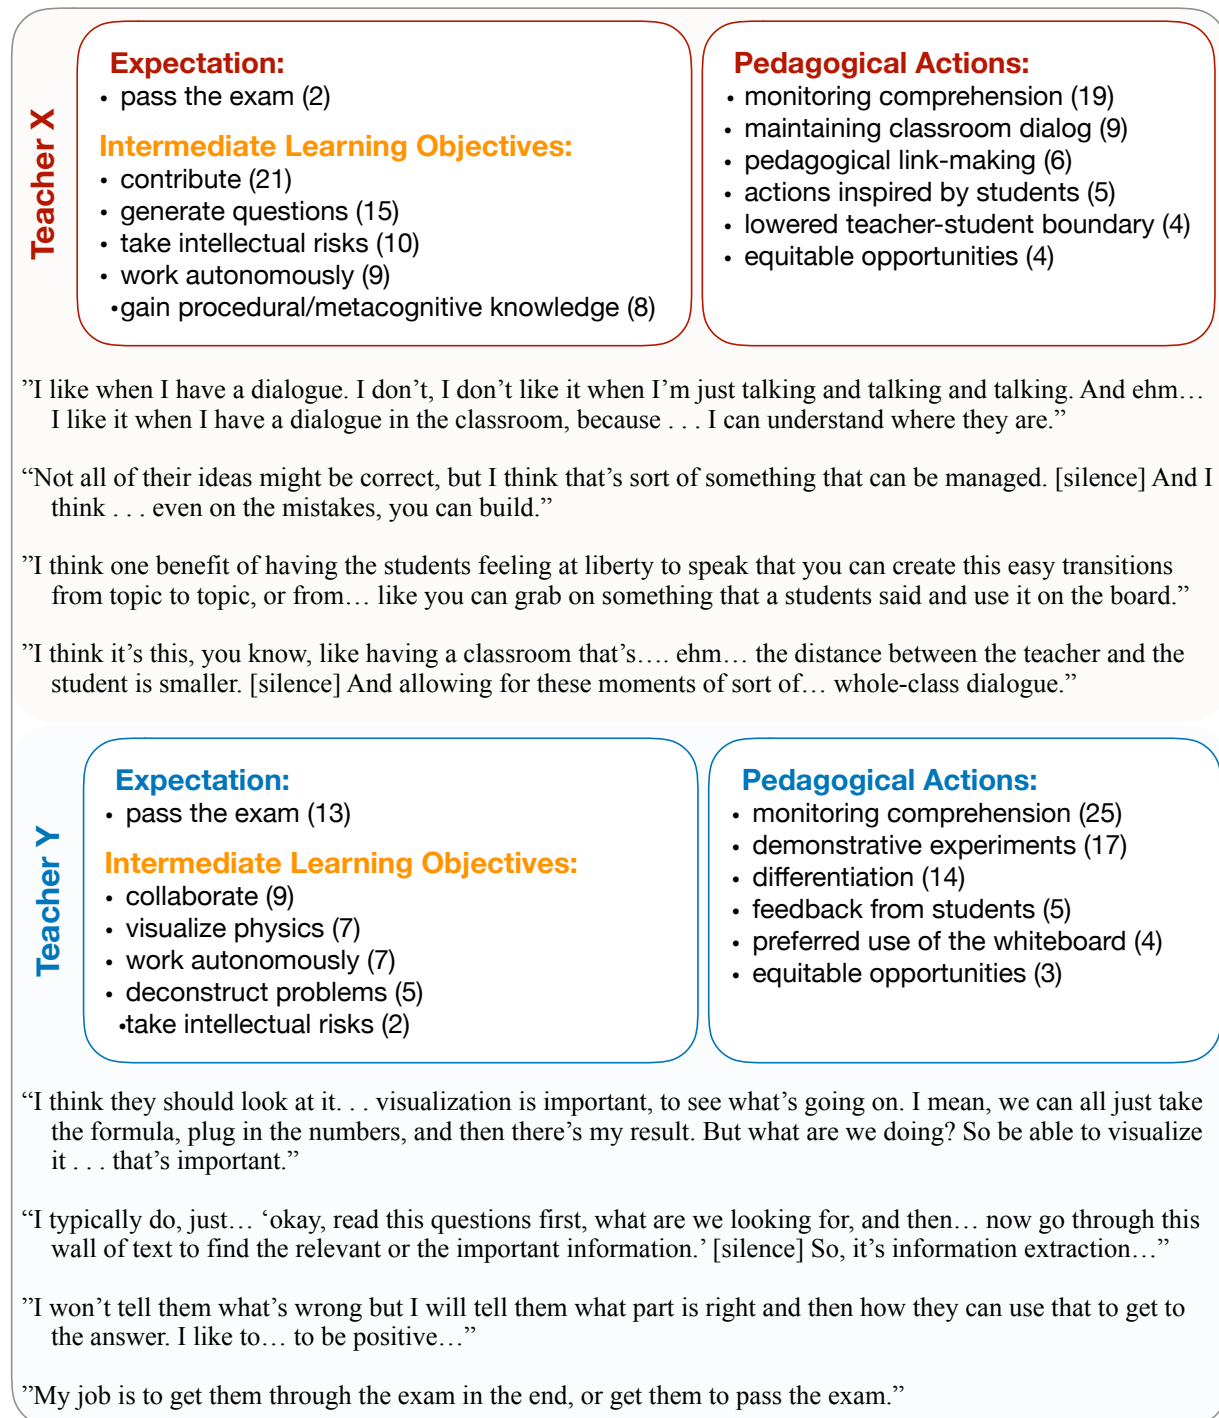 Teacher X
Expectation:
• pass the exam (2)
Intermediate Learning Objectives:
• contribute (21)
• generate questions (15)
• take intellectual risks (10)
• work autonomously (9)
•gain procedural/metacognitive knowledge (8)
Pedagogical Actions:
• monitoring comprehension (19)
• maintaining classroom dialog (9)
• pedagogical link-making (6)
• actions inspired by students (5)
• lowered teacher-student boundary (4)
• equitable opportunities (4)
”I like when I have a dialogue. I don’t, I don’t like it when I’m just talking and talking and talking. And ehm…
I like it when I have a dialogue in the classroom, because . . . I can understand where they are.”
“Not all of their ideas might be correct, but I think that’s sort of something that can be managed. [silence] And I
think . . . even on the mistakes, you can build.”
”I think one benefit of having the students feeling at liberty to speak that you can create this easy transitions
from topic to topic, or from… like you can grab on something that a students said and use it on the board.”
”I think it’s this, you know, like having a classroom that’s…. ehm… the distance between the teacher and the
student is smaller. [silence] And allowing for these moments of sort of… whole-class dialogue.”
Teacher Y
Expectation:
• pass the exam (13)
Intermediate Learning Objectives:
• collaborate (9)
• visualize physics (7)
• work autonomously (7)
• deconstruct problems (5)
•take intellectual risks (2)
Pedagogical Actions:
• monitoring comprehension (25)
• demonstrative experiments (17)
• differentiation (14)
• feedback from students (5)
• preferred use of the whiteboard (4)
• equitable opportunities (3)
“I think they should look at it. . . visualization is important, to see what’s going on. I mean, we can all just take
the formula, plug in the numbers, and then there’s my result. But what are we doing? So be able to visualize
it . . . that’s important.”
“I typically do, just… ‘okay, read this questions first, what are we looking for, and then… now go through this
wall of text to find the relevant or the important information.’ [silence] So, it’s information extraction…”
”I won’t tell them what’s wrong but I will tell them what part is right and then how they can use that to get to
the answer. I like to… to be positive…”
”My job is to get them through the exam in the end, or get them to pass the exam.”